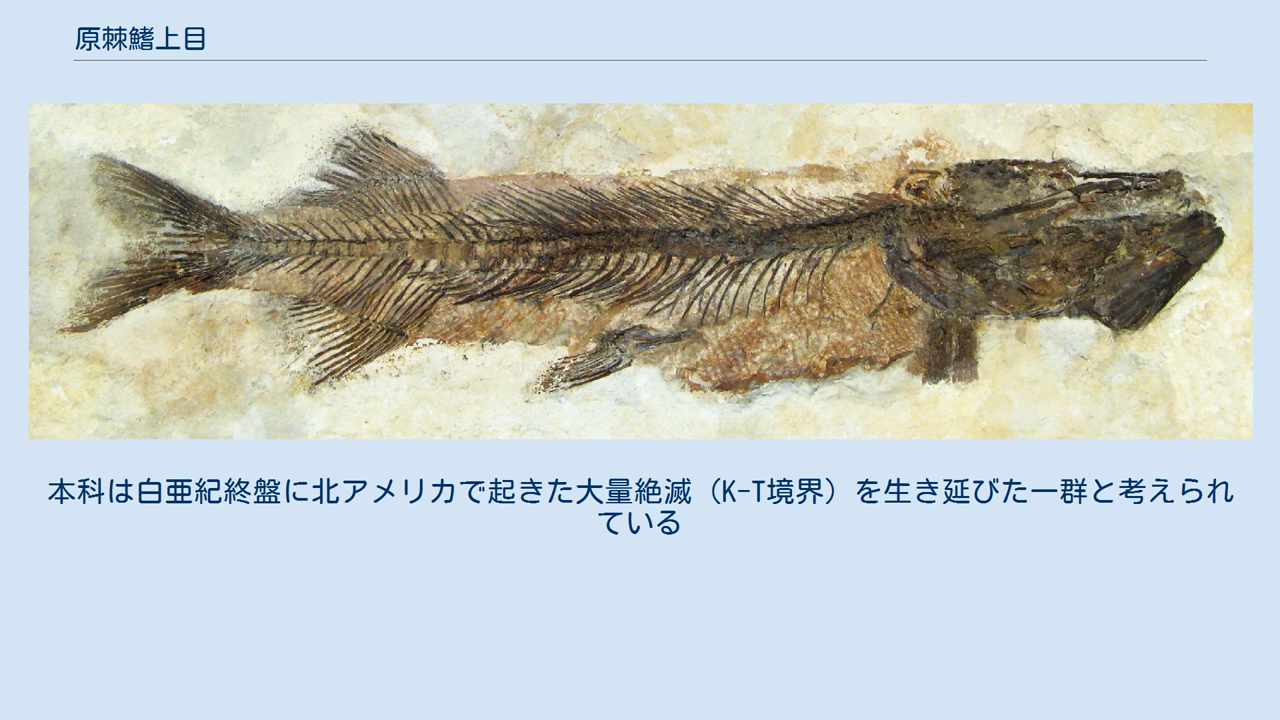 原棘鰭上目
本科は白亜紀終盤に北アメリカで起きた大量絶滅（K-T境界）を生き延びた一群と考えられ
ている